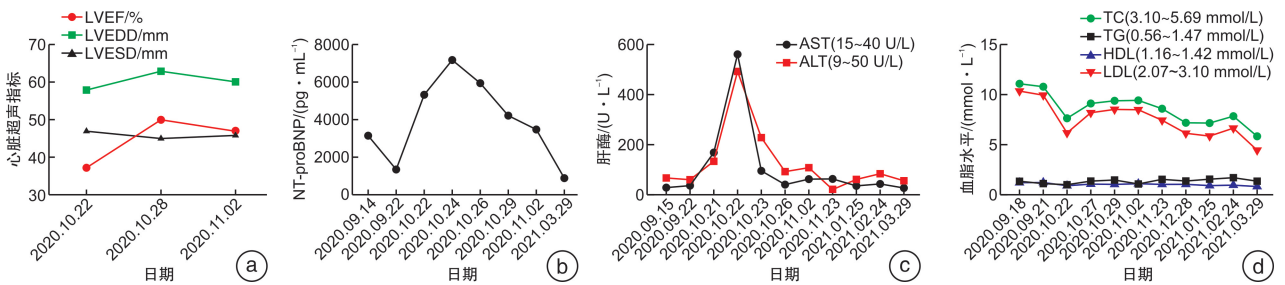 LVEF/%
LVEDD/mm
LVESD/mm
70
60
50
40
30
心脏超声指标
2020.10.22
2020.10.28
2020.11.02
日期
a
8000
6000
4000
2000
0
NT-proBNP/(pg·mL⁻¹)
2020.09.14
2020.09.22
2020.10.22
2020.10.24
2020.10.26
2020.10.29
2020.11.02
2021.03.29
日期
b
AST(15~40 U/L)
ALT(9~50 U/L)
600
400
200
0
肝酶/(U·L⁻¹)
2020.09.15
2020.09.22
2020.10.21
2020.10.22
2020.10.23
2020.10.26
2020.11.02
2020.11.23
2021.01.25
2021.02.24
2021.03.29
日期
c
TC(3.10~5.69 mmol/L)
TG(0.56~1.47 mmol/L)
HDL(1.16~1.42 mmol/L)
LDL(2.07~3.10 mmol/L)
15
10
5
0
血脂水平/(mmol·L⁻¹)
2020.09.18
2020.09.21
2020.10.22
2020.10.27
2020.10.29
2020.11.02
2020.11.23
2020.12.28
2021.01.25
2021.02.24
2021.03.29
日期
d